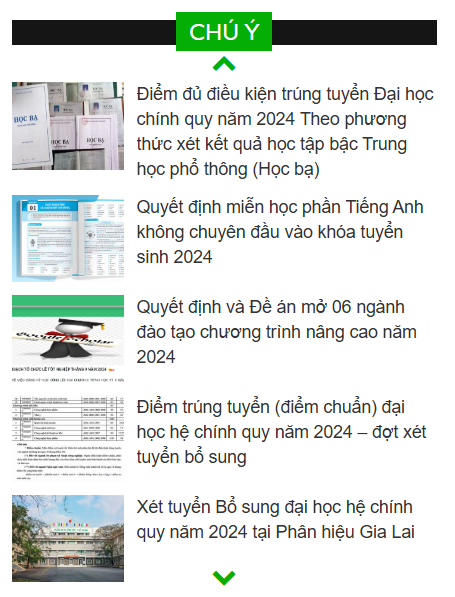 CHÚ Ý
HỌC BẠ
HỌC BẠ
Điểm đủ điều kiện trúng tuyển Đại học
chính quy năm 2024 Theo phương
thức xét kết quả học tập bậc Trung
học phổ thông (Học bạ)
01
Quyết định miễn học phần Tiếng Anh
không chuyên đầu vào khóa tuyển
sinh 2024
Quyết định và Đề án mở 06 ngành
đào tạo chương trình nâng cao năm
2024
Điểm trúng tuyển (điểm chuẩn) đại
học hệ chính quy năm 2024 – đợt xét
tuyển bổ sung
Xét tuyển Bổ sung đại học hệ chính
quy năm 2024 tại Phân hiệu Gia Lai